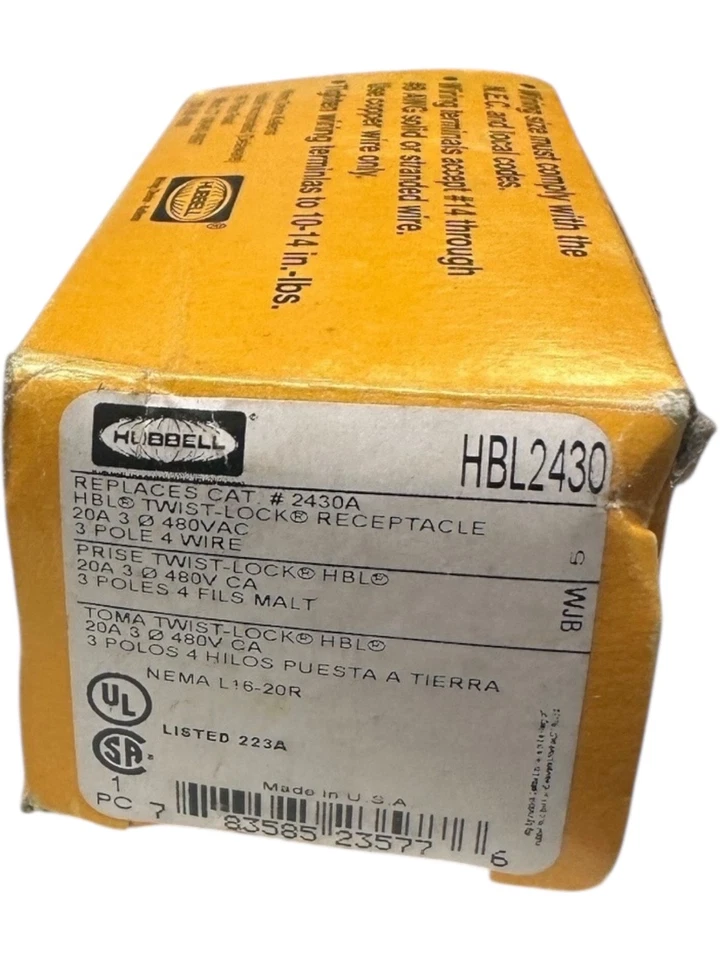 • Wiring size must comply with the
N.E.C. and local codes.
• Wiring terminals accept #14 through
#8 AWG solid or stranded wire.
Use copper wire only.
• Tighten wiring terminlas to 10-14 in.-lbs.
HUBBELL
®
HUBBELL
HBL2430
REPLACES CAT. # 2430A
HBL® TWIST-LOCK® RECEPTACLE
20A 3 Ø 480VAC
3 POLE 4 WIRE
PRISE TWIST-LOCK® HBL®
20A 3 Ø 480V CA
3 POLES 4 FILS MALT
TOMA TWIST-LOCK® HBL®
20A 3 Ø 480V CA
3 POLOS 4 HILOS PUESTA A TIERRA
NEMA L16-20R
5 WJB
UL
LISTED 223A
SA
®
Made in U.S.A
1
PC
7 83585 23577 6